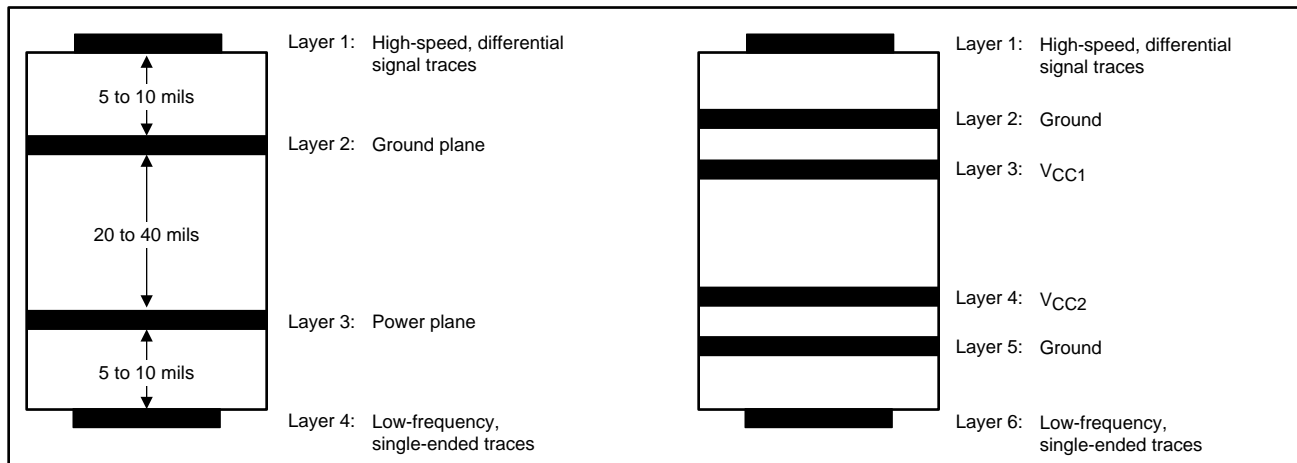 Layer 1: High-speed, differential
signal traces
5 to 10 mils
Layer 2: Ground plane
20 to 40 mils
Layer 3: Power plane
5 to 10 mils
Layer 4: Low-frequency,
single-ended traces
Layer 1: High-speed, differential
signal traces
Layer 2: Ground
Layer 3: VCC1
Layer 4: VCC2
Layer 5: Ground
Layer 6: Low-frequency,
single-ended traces